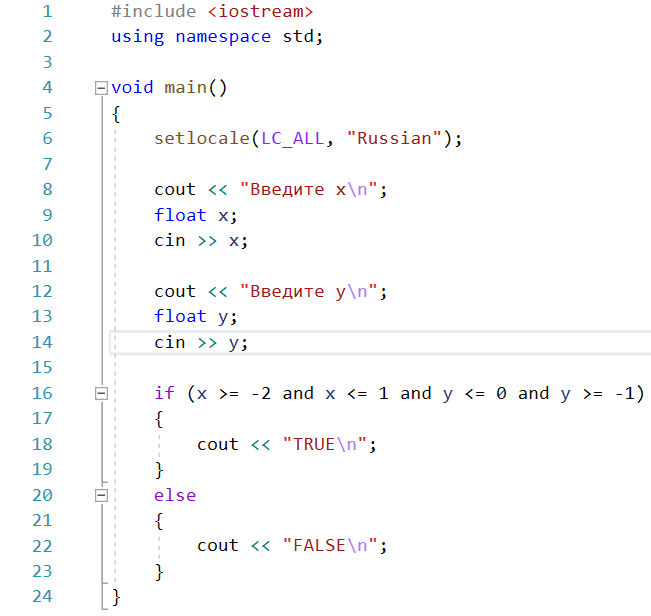 1 #include <iostream>
2 using namespace std;
3
4 void main()
5 {
6 setlocale(LC_ALL, "Russian");
7
8 cout << "Введите x\n";
9 float x;
10 cin >> x;
11
12 cout << "Введите y\n";
13 float y;
14 cin >> y;
15
16 if (x >= -2 and x <= 1 and y <= 0 and y >= -1)
17 {
18 cout << "TRUE\n";
19 }
20 else
21 {
22 cout << "FALSE\n";
23 }
24 }